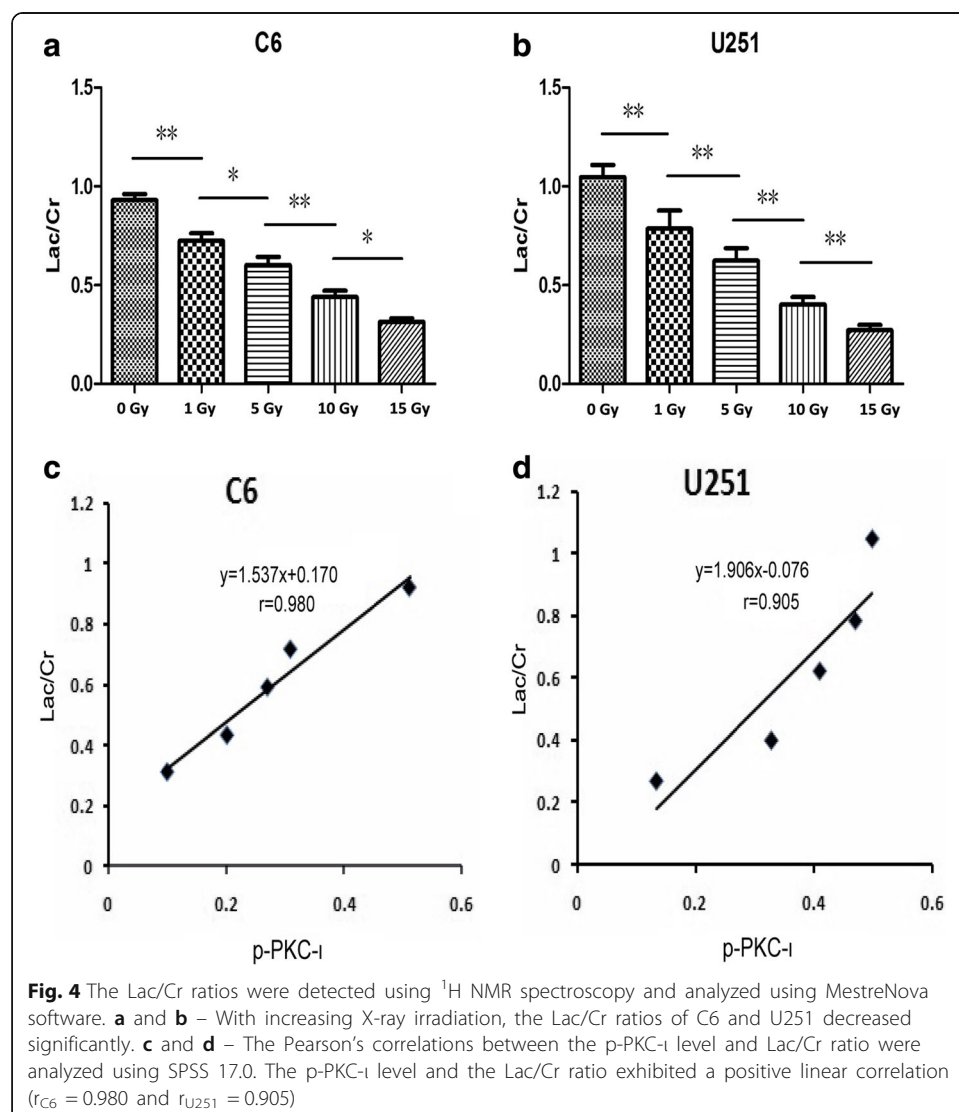 a
C6
1.5
1.0
0.5
0.0
Lac/Cr
**
*
**
*
0 Gy 1 Gy 5 Gy 10 Gy 15 Gy
b
U251
1.5
1.0
0.5
0.0
Lac/Cr
**
**
**
**
0 Gy 1 Gy 5 Gy 10 Gy 15 Gy
c
C6
1.2
1
0.8
0.6
0.4
0.2
0
Lac/Cr
y=1.537x+0.170
r=0.980
0 0.2 0.4 0.6
p-PKC-ι
d
U251
1.2
1
0.8
0.6
0.4
0.2
0
Lac/Cr
y=1.906x-0.076
r=0.905
0 0.2 0.4 0.6
p-PKC-ι
Fig. 4 The Lac/Cr ratios were detected using ¹H NMR spectroscopy and analyzed using MestreNova
software. a and b – With increasing X-ray irradiation, the Lac/Cr ratios of C6 and U251 decreased
significantly. c and d – The Pearson's correlations between the p-PKC-ι level and Lac/Cr ratio were
analyzed using SPSS 17.0. The p-PKC-ι level and the Lac/Cr ratio exhibited a positive linear correlation
(rC6 = 0.980 and rU251 = 0.905)